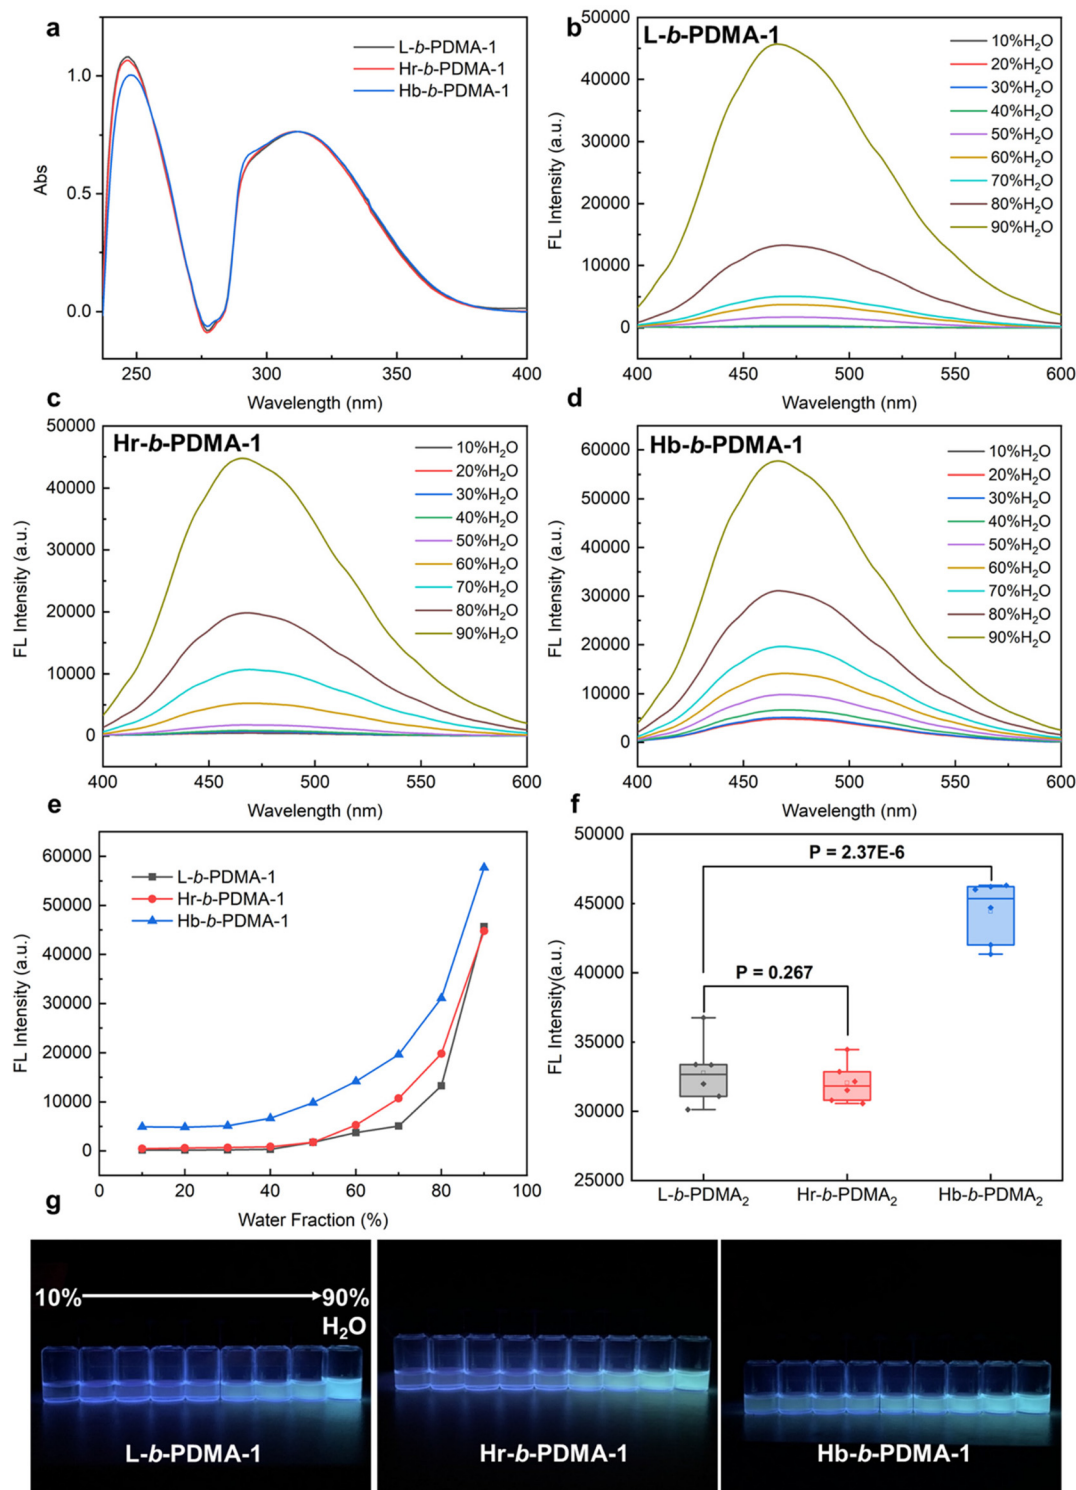 a
L-b-PDMA-1
Hr-b-PDMA-1
Hb-b-PDMA-1
1.0
0.5
0.0
Abs
250
300
350
400
Wavelength (nm)
b
L-b-PDMA-1
50000
40000
30000
20000
10000
0
FL Intensity (a.u.)
10%H₂O
20%H₂O
30%H₂O
40%H₂O
50%H₂O
60%H₂O
70%H₂O
80%H₂O
90%H₂O
400
450
500
550
600
Wavelength (nm)
c
Hr-b-PDMA-1
50000
40000
30000
20000
10000
0
FL Intensity (a.u.)
10%H₂O
20%H₂O
30%H₂O
40%H₂O
50%H₂O
60%H₂O
70%H₂O
80%H₂O
90%H₂O
400
450
500
550
600
Wavelength (nm)
d
Hb-b-PDMA-1
60000
50000
40000
30000
20000
10000
0
FL Intensity (a.u.)
10%H₂O
20%H₂O
30%H₂O
40%H₂O
50%H₂O
60%H₂O
70%H₂O
80%H₂O
90%H₂O
400
450
500
550
600
Wavelength (nm)
e
60000
50000
40000
30000
20000
10000
0
FL Intensity (a.u.)
L-b-PDMA-1
Hr-b-PDMA-1
Hb-b-PDMA-1
0
20
40
60
80
100
Water Fraction (%)
f
50000
45000
40000
35000
30000
25000
FL Intensity(a.u.)
P = 2.37E-6
P = 0.267
L-b-PDMA₂
Hr-b-PDMA₂
Hb-b-PDMA₂
g
10%
90%
H₂O
L-b-PDMA-1
Hr-b-PDMA-1
Hb-b-PDMA-1